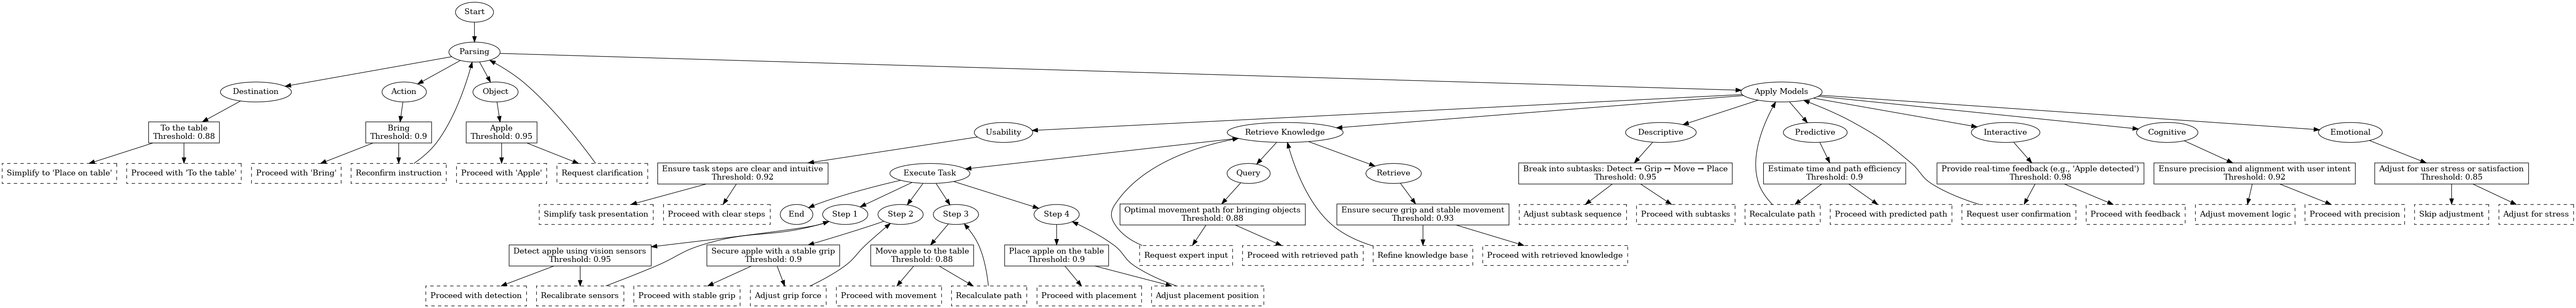 Start
Parsing
Destination
Action
Object
Apply Models
To the table
Threshold: 0.88
Bring
Threshold: 0.9
Apple
Threshold: 0.95
Usability
Retrieve Knowledge
Descriptive
Predictive
Interactive
Cognitive
Emotional
Simplify to 'Place on table'
Proceed with 'To the table'
Proceed with 'Bring'
Reconfirm instruction
Proceed with 'Apple'
Request clarification
Ensure task steps are clear and intuitive
Threshold: 0.92
Execute Task
Query
Retrieve
Break into subtasks: Detect → Grip → Move → Place
Threshold: 0.95
Estimate time and path efficiency
Threshold: 0.9
Provide real-time feedback (e.g., 'Apple detected')
Threshold: 0.98
Ensure precision and alignment with user intent
Threshold: 0.92
Adjust for user stress or satisfaction
Threshold: 0.85
Simplify task presentation
Proceed with clear steps
End
Step 1
Step 2
Step 3
Step 4
Optimal movement path for bringing objects
Threshold: 0.88
Ensure secure grip and stable movement
Threshold: 0.93
Adjust subtask sequence
Proceed with subtasks
Recalculate path
Proceed with predicted path
Request user confirmation
Proceed with feedback
Adjust movement logic
Proceed with precision
Skip adjustment
Adjust for stress
Detect apple using vision sensors
Threshold: 0.95
Secure apple with a stable grip
Threshold: 0.9
Move apple to the table
Threshold: 0.88
Place apple on the table
Threshold: 0.9
Request expert input
Proceed with retrieved path
Refine knowledge base
Proceed with retrieved knowledge
Proceed with detection
Recalibrate sensors
Proceed with stable grip
Adjust grip force
Proceed with movement
Recalculate path
Proceed with placement
Adjust placement position